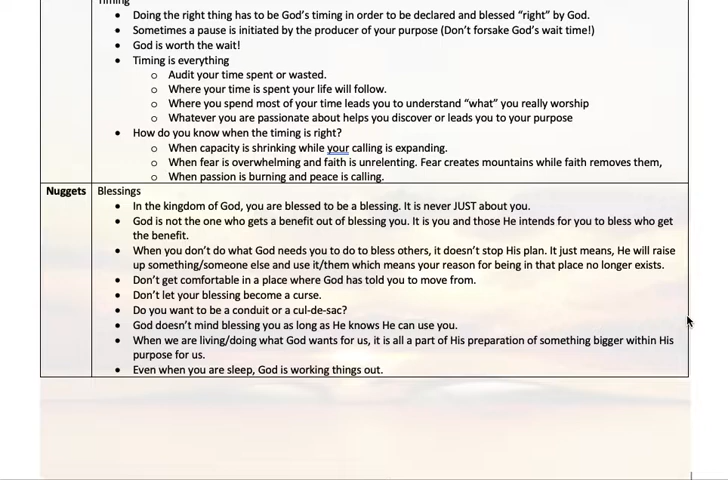 Timing
• Doing the right thing has to be God's timing in order to be declared and blessed "right" by God.
• Sometimes a pause is initiated by the producer of your purpose (Don't forsake God's wait time!)
• God is worth the wait!
• Timing is everything
o Audit your time spent or wasted.
o Where your time is spent your life will follow.
o Where you spend most of your time leads you to understand "what" you really worship
o Whatever you are passionate about helps you discover or leads you to your purpose
• How do you know when the timing is right?
o When capacity is shrinking while your calling is expanding.
o When fear is overwhelming and faith is unrelenting. Fear creates mountains while faith removes them,
o When passion is burning and peace is calling.
Nuggets Blessings
• In the kingdom of God, you are blessed to be a blessing. It is never JUST about you.
• God is not the one who gets a benefit out of blessing you. It is you and those He intends for you to bless who get
the benefit.
• When you don't do what God needs you to do to bless others, it doesn't stop His plan. It just means, He will raise
up something/someone else and use it/them which means your reason for being in that place no longer exists.
• Don't get comfortable in a place where God has told you to move from.
• Don't let your blessing become a curse.
• Do you want to be a conduit or a cul-de-sac?
• God doesn't mind blessing you as long as He knows He can use you.
• When we are living/doing what God wants for us, it is all a part of His preparation of something bigger within His
purpose for us.
• Even when you are sleep, God is working things out.